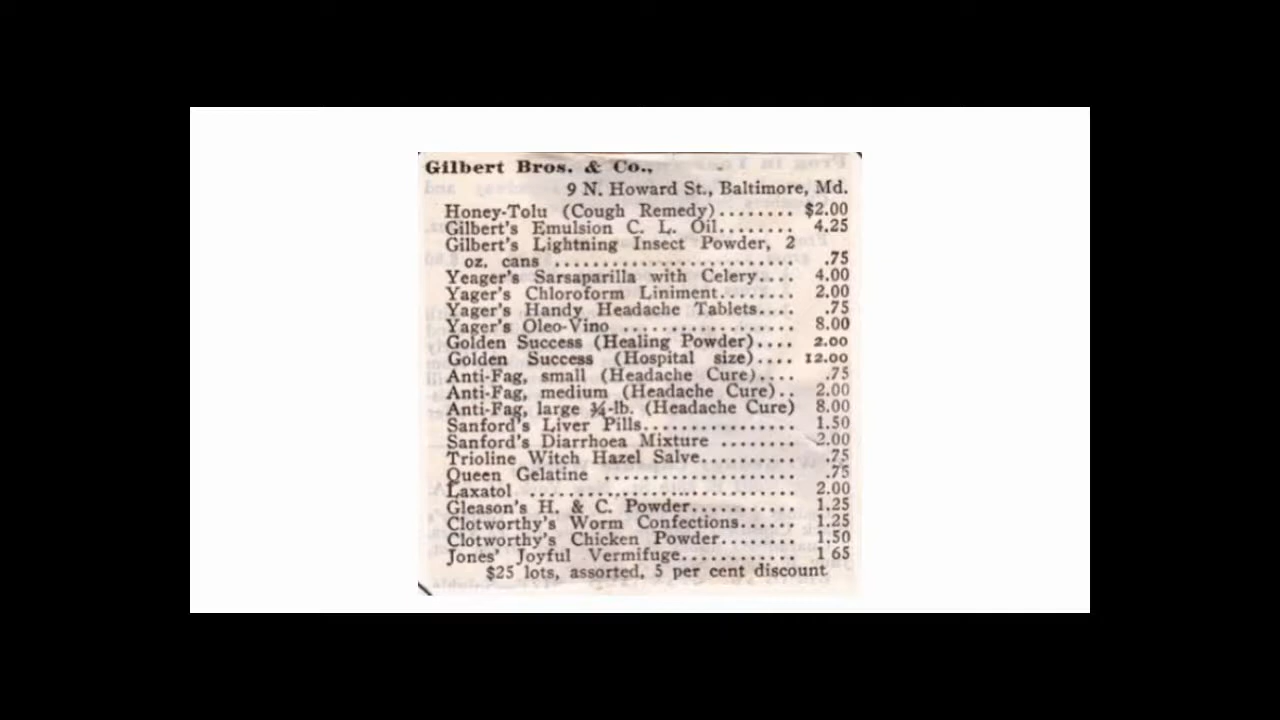 Gilbert Bros. & Co.,
9 N. Howard St., Baltimore, Md.
Honey-Tolu (Cough Remedy)........ $2.00
Gilbert's Emulsion C. L. Oil........ 4.25
Gilbert's Lightning Insect Powder, 2
oz. cans ........................ .75
Yeager's Sarsaparilla with Celery.... 4.00
Yager's Chloroform Liniment........ 2.00
Yager's Handy Headache Tablets.... .75
Yager's Oleo-Vino .................. 8.00
Golden Success (Healing Powder).... 2.00
Golden Success (Hospital size).... 12.00
Anti-Fag, small (Headache Cure).... .75
Anti-Fag, medium (Headache Cure).. 2.00
Anti-Fag, large ¾-lb. (Headache Cure) 8.00
Sanford's Liver Pills................ 1.50
Sanford's Diarrhoea Mixture ........ 2.00
Trioline Witch Hazel Salve.......... .75
Queen Gelatine .................... .75
Laxatol ............................ 2.00
Gleason's H. & C. Powder........... 1.25
Clotworthy's Worm Confections...... 1.25
Clotworthy's Chicken Powder........ 1.50
Jones' Joyful Vermifuge............ 1 65
$25 lots, assorted, 5 per cent discount